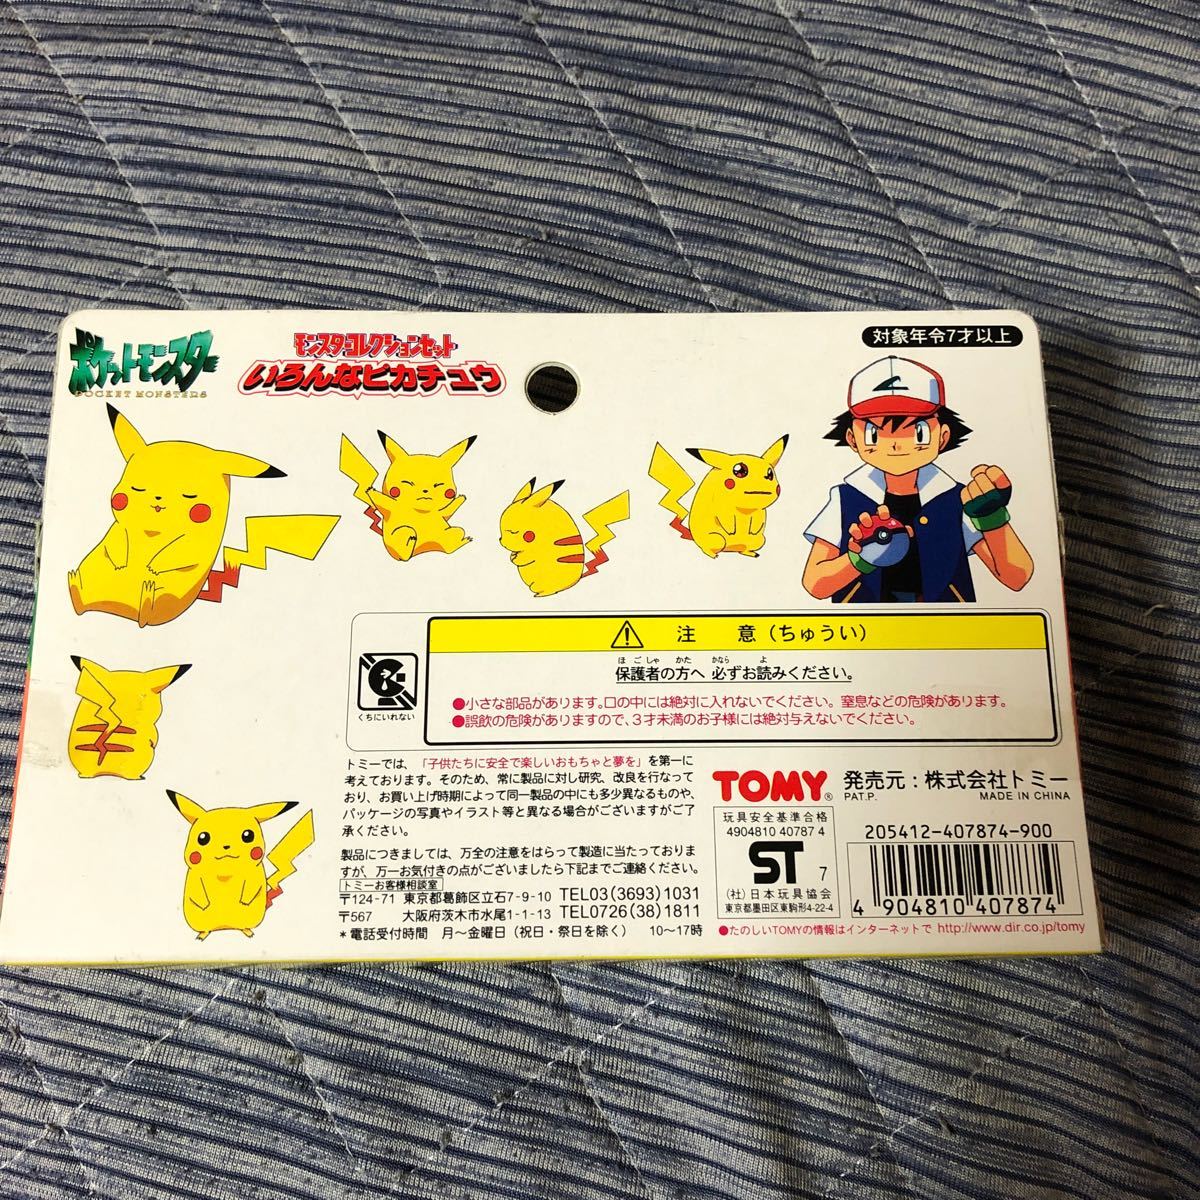 ポケットモンスター
POCKET MONSTERS
モンスターコレクションセット
いろんなピカチュウ
対象年令7才以上
注　意(ちゅうい)
保護者の方へ 必ずお読みください。
ほごしゃ かた かなら よ
●小さな部品があります。口の中には絶対に入れないでください。窒息などの危険があります。
●誤飲の危険がありますので、3才未満のお子様には絶対与えないでください。
くちにいれない
トミーでは、「子供たちに安全で楽しいおもちゃと夢を」を第一に
考えております。そのため、常に製品に対し研究、改良を行なって
おり、お買い上げ時期によって同一製品の中にも多少異なるものや、
パッケージの写真やイラスト等と異なる場合がございますがご了
承ください。
製品につきましては、万全の注意をはらって製造に当たっておりま
すが、万一お気付きの点がございましたら下記までご連絡ください。
トミーお客様相談室
〒124-71 東京都葛飾区立石7-9-10 TEL03(3693)1031
〒567 大阪府茨木市水尾1-1-13 TEL0726(38)1811
*電話受付時間 月〜金曜日(祝日・祭日を除く) 10〜17時
TOMY®
発売元:株式会社トミー
PAT.P. MADE IN CHINA
玩具安全基準合格
4904810 40787 4
ST 7
(社)日本玩具協会
東京都墨田区東駒形4-22-4
205412-407874-900
4 904810 407874
●たのしいTOMYの情報はインターネットで http://www.dir.co.jp/tomy